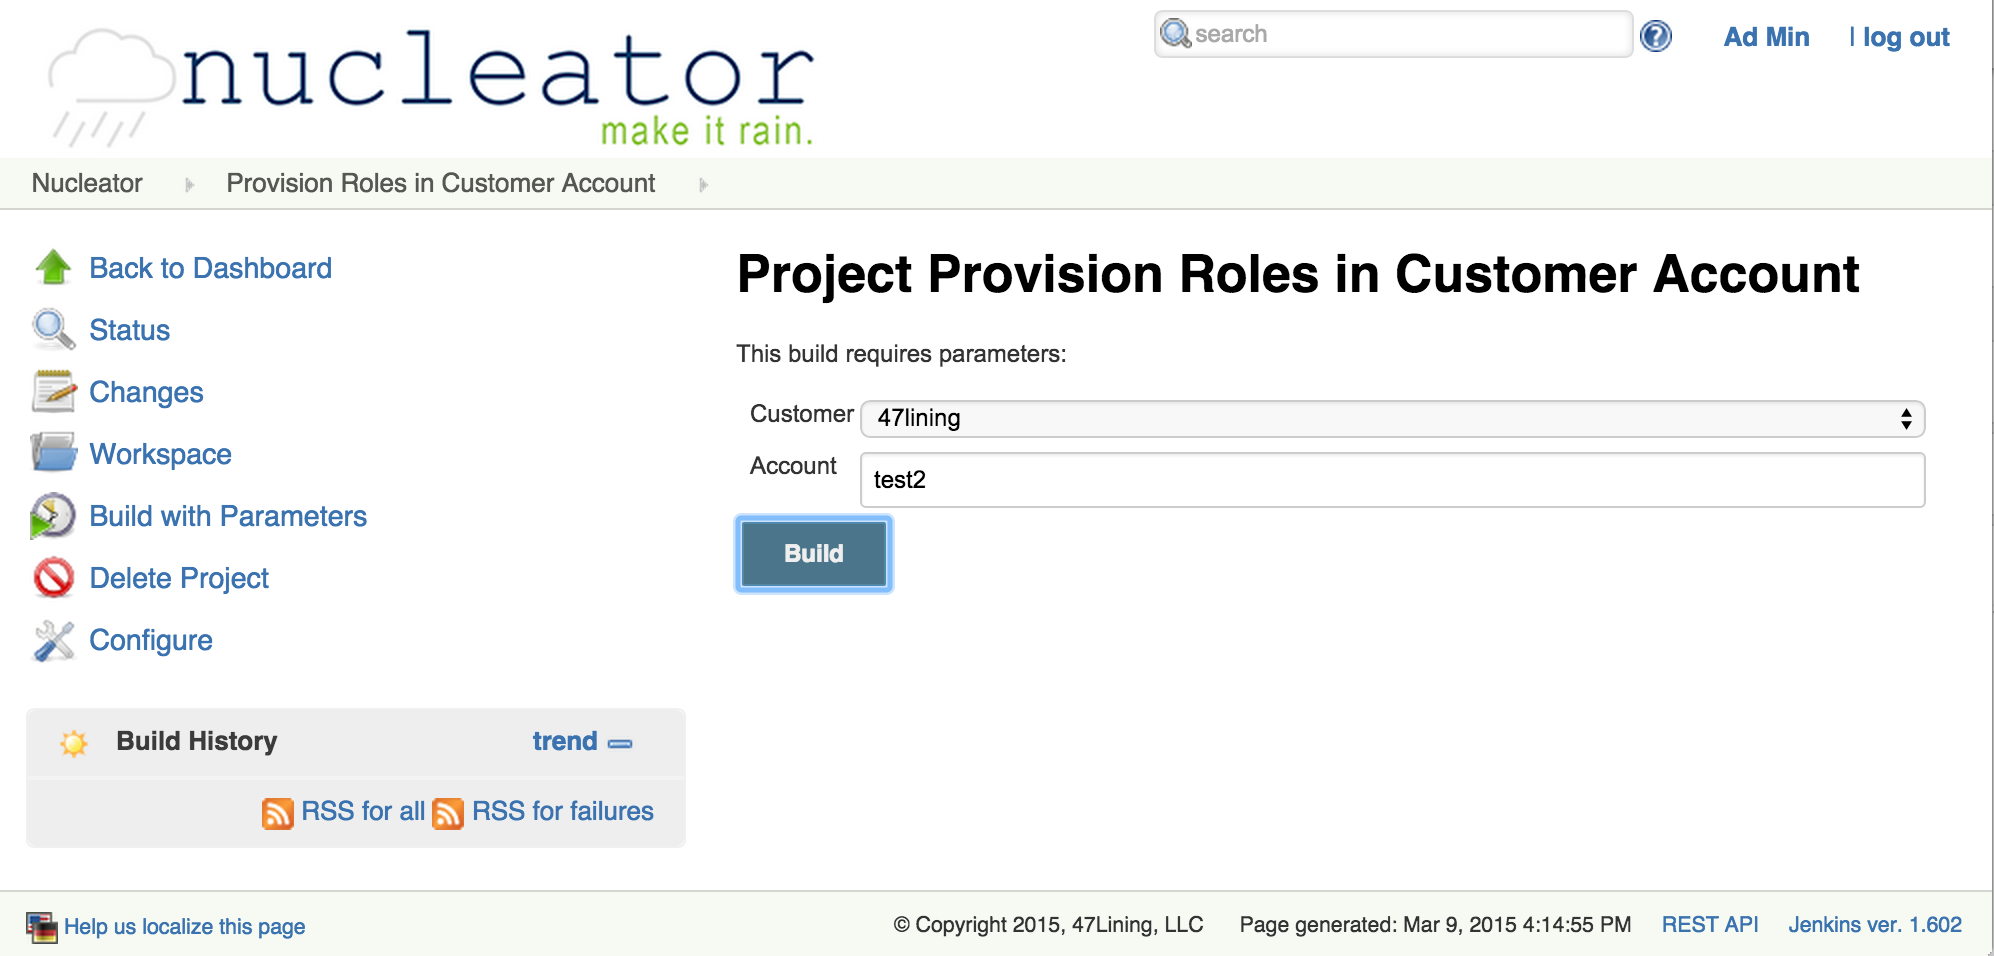 nucleator
make it rain.
search
? Ad Min | log out
Nucleator Provision Roles in Customer Account
Back to Dashboard
Status
Changes
Workspace
Build with Parameters
Delete Project
Configure
Build History trend
RSS for all RSS for failures
Project Provision Roles in Customer Account
This build requires parameters:
Customer 47lining
Account test2
Build
Help us localize this page
© Copyright 2015, 47Lining, LLC Page generated: Mar 9, 2015 4:14:55 PM REST API Jenkins ver. 1.602